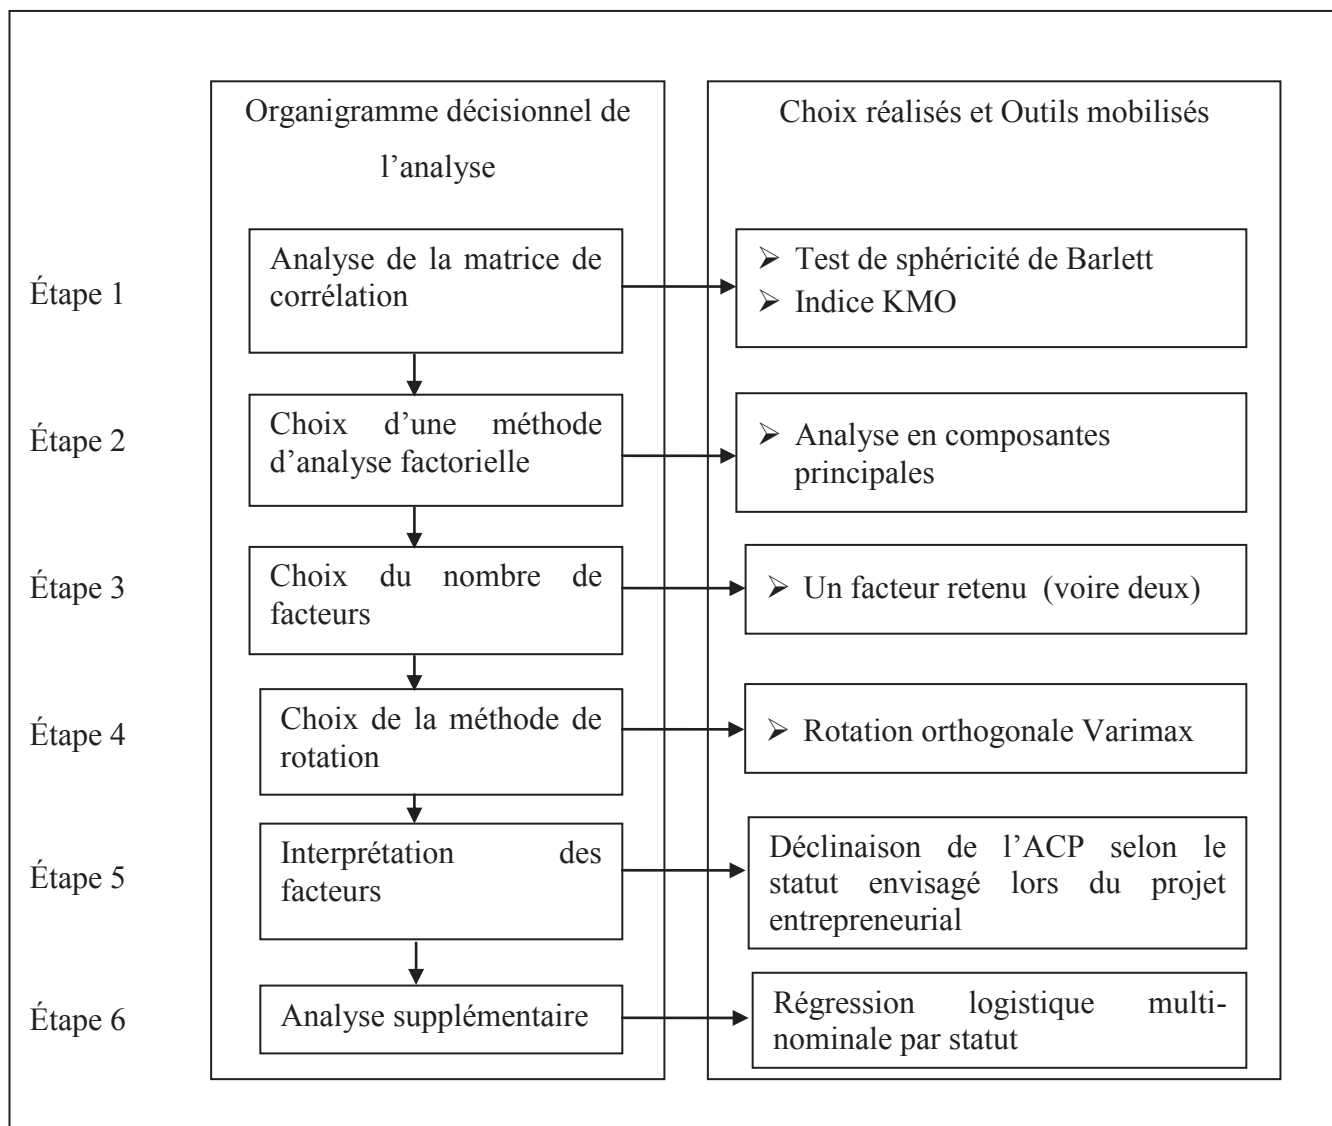 Organigramme décisionnel de
l’analyse
Choix réalisés et Outils mobilisés
Étape 1
Analyse de la matrice de
corrélation
➢ Test de sphéricité de Barlett
➢ Indice KMO
Étape 2
Choix d’une méthode
d’analyse factorielle
➢ Analyse en composantes
principales
Étape 3
Choix du nombre de
facteurs
➢ Un facteur retenu (voire deux)
Étape 4
Choix de la méthode de
rotation
➢ Rotation orthogonale Varimax
Étape 5
Interprétation des
facteurs
Déclinaison de l’ACP selon le
statut envisagé lors du projet
entrepreneurial
Étape 6
Analyse supplémentaire
Régression logistique multi-
nominale par statut